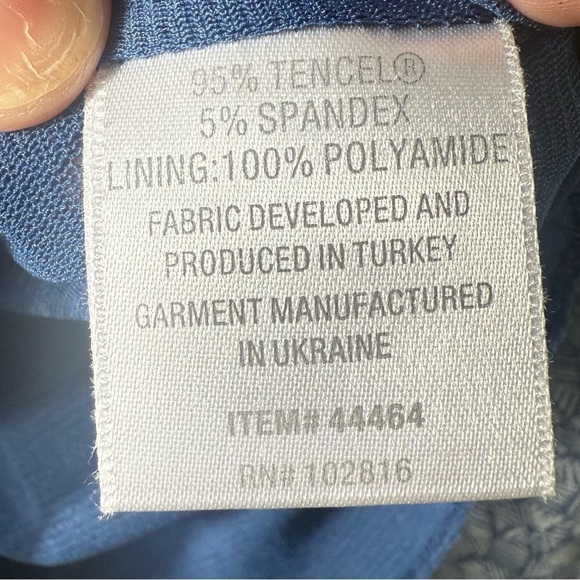 95% TENCEL®
5% SPANDEX
LINING:100% POLYAMIDE
FABRIC DEVELOPED AND
PRODUCED IN TURKEY
GARMENT MANUFACTURED
IN UKRAINE
ITEM# 44464
RN# 102816